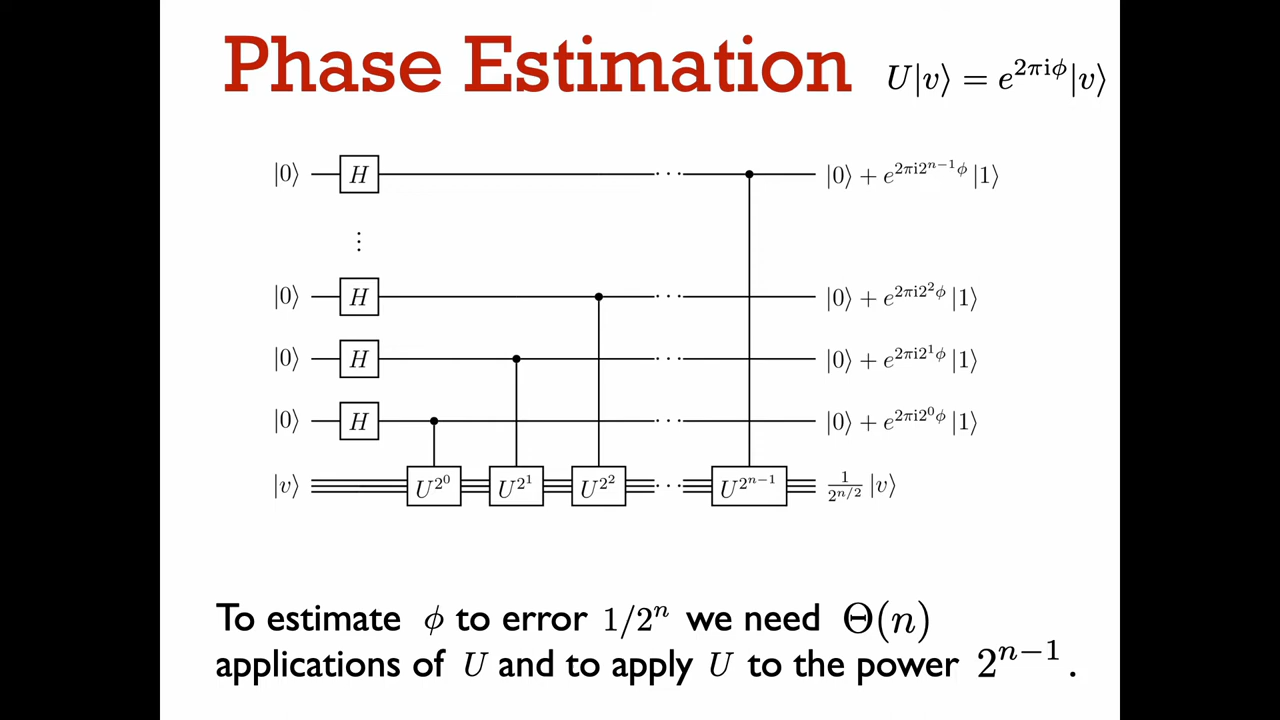 Phase Estimation U|v⟩ = e^{2πiϕ}|v⟩
|0⟩ H ··· |0⟩ + e^{2πi2^{n−1}ϕ}|1⟩
⋮
|0⟩ H ··· |0⟩ + e^{2πi2^2ϕ}|1⟩
|0⟩ H ··· |0⟩ + e^{2πi2^1ϕ}|1⟩
|0⟩ H ··· |0⟩ + e^{2πi2^0ϕ}|1⟩
|v⟩ U^{2^0} U^{2^1} U^{2^2} ··· U^{2^{n−1}} 1/2^{n/2} |v⟩
To estimate ϕ to error 1/2^n we need Θ(n)
applications of U and to apply U to the power 2^{n−1}.